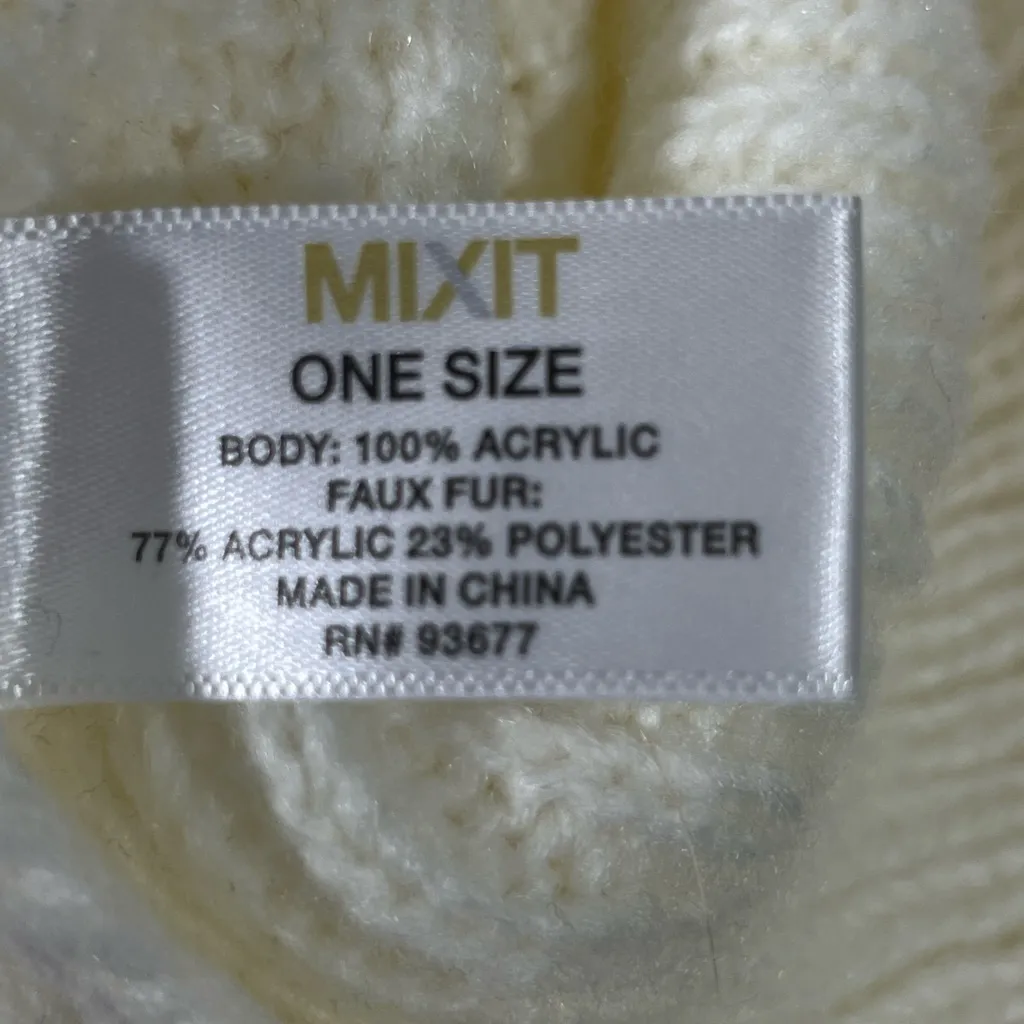 MIXIT
ONE SIZE
BODY: 100% ACRYLIC
FAUX FUR:
77% ACRYLIC 23% POLYESTER
MADE IN CHINA
RN# 93677